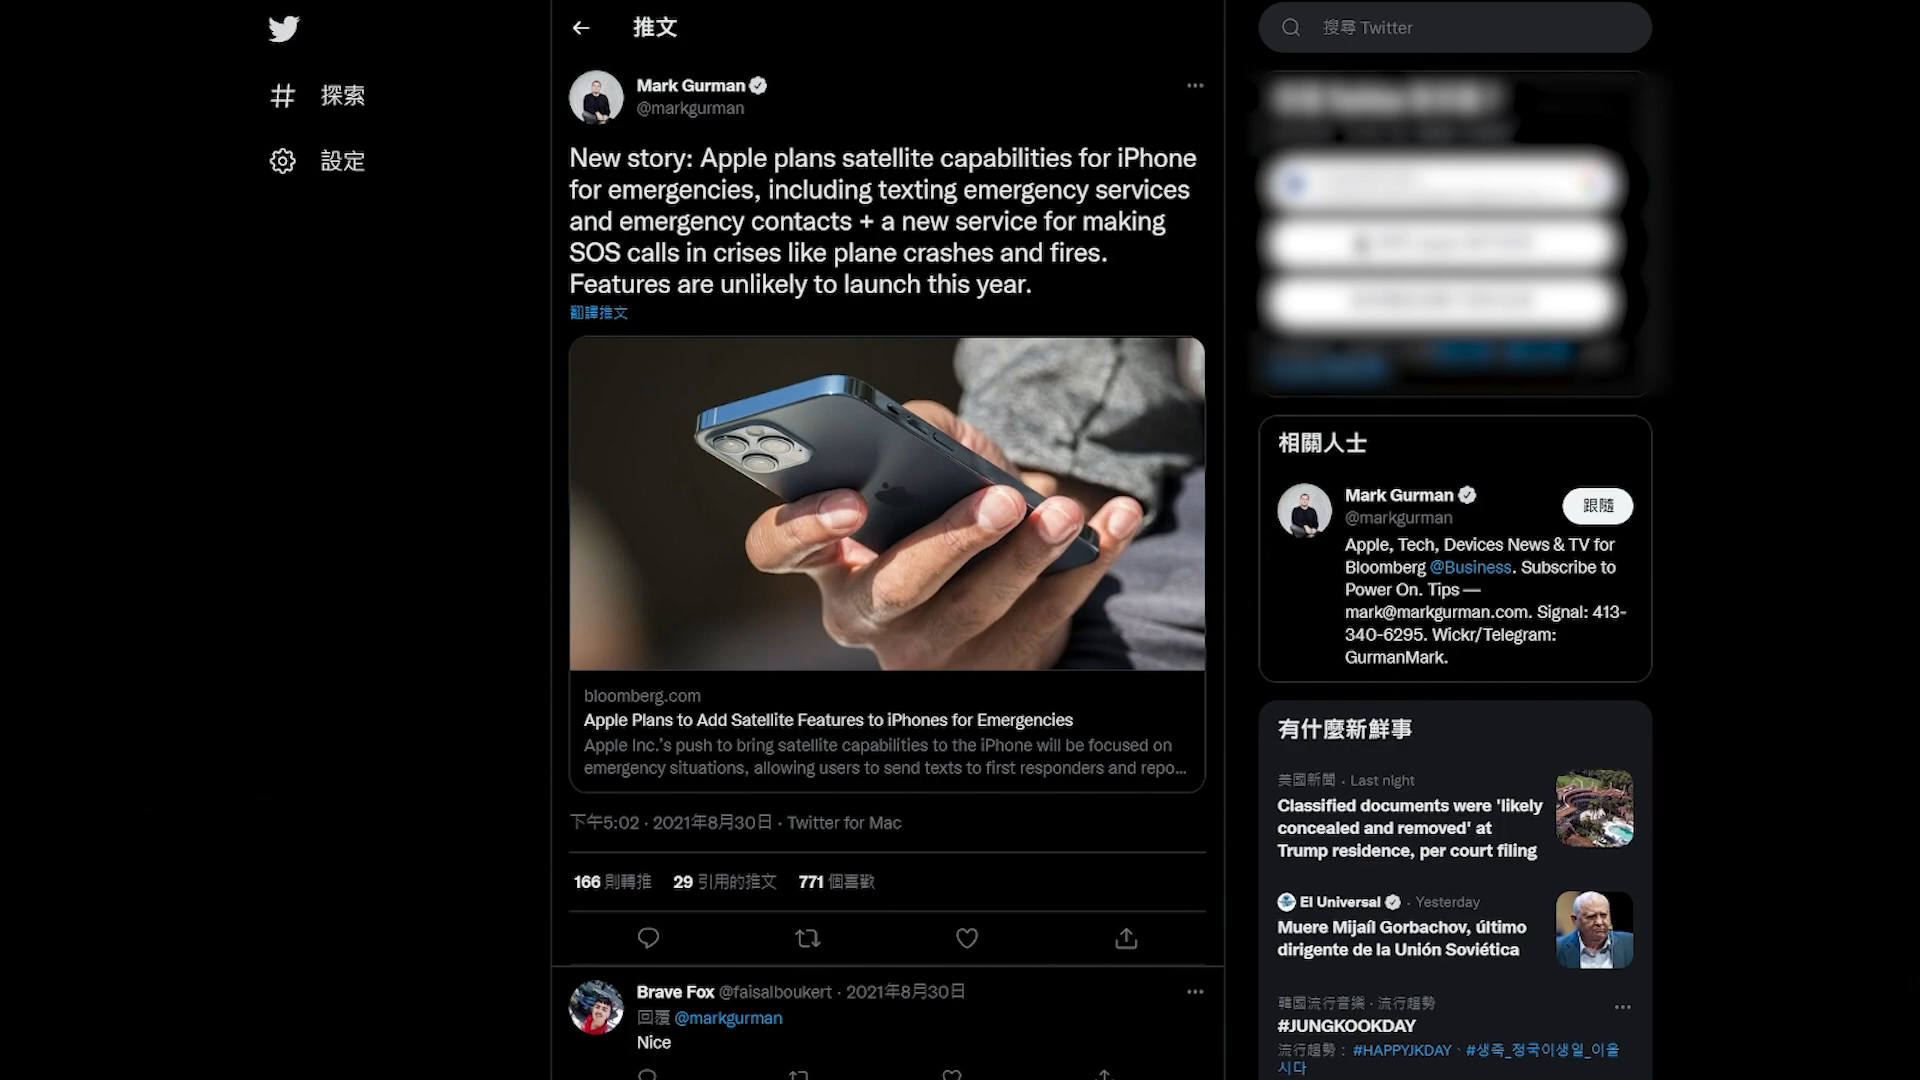 推文
搜尋 Twitter
探索
設定
Mark Gurman
@markgurman
New story: Apple plans satellite capabilities for iPhone
for emergencies, including texting emergency services
and emergency contacts + a new service for making
SOS calls in crises like plane crashes and fires.
Features are unlikely to launch this year.
翻譯推文
bloomberg.com
Apple Plans to Add Satellite Features to iPhones for Emergencies
Apple Inc.’s push to bring satellite capabilities to the iPhone will be focused on
emergency situations, allowing users to send texts to first responders and repo...
下午5:02 · 2021年8月30日 · Twitter for Mac
166 則轉推 29 引用的推文 771 個喜歡
Brave Fox @faisalboukert · 2021年8月30日
回覆 @markgurman
Nice
相關人士
Mark Gurman
@markgurman
跟隨
Apple, Tech, Devices News & TV for
Bloomberg @Business. Subscribe to
Power On. Tips —
mark@markgurman.com. Signal: 413-
340-6295. Wickr/Telegram:
GurmanMark.
有什麼新鮮事
美國新聞 · Last night
Classified documents were 'likely
concealed and removed' at
Trump residence, per court filing
El Universal · Yesterday
Muere Mijaíl Gorbachov, último
dirigente de la Unión Soviética
韓國流行音樂 · 流行趨勢
#JUNGKOOKDAY
流行趨勢： #HAPPYJKDAY、#생축_정국이생일_이을
시다